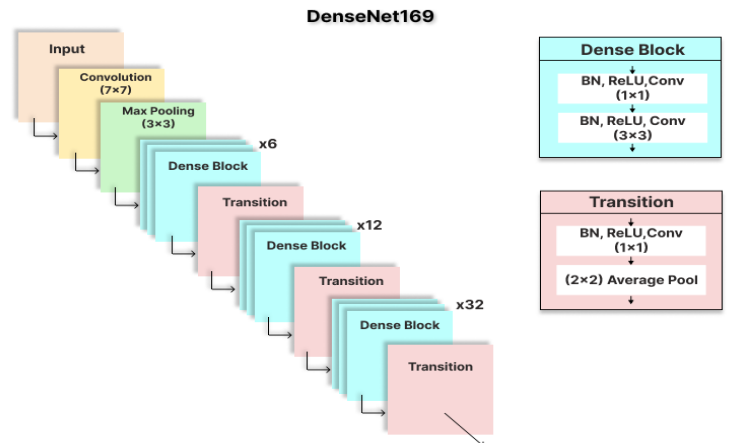 DenseNet169
Input
Convolution
(7×7)
Max Pooling
(3×3)
x6
Dense Block
Transition
x12
Dense Block
Transition
x32
Dense Block
Transition
Dense Block
BN, ReLU,Conv
(1×1)
BN, ReLU, Conv
(3×3)
Transition
BN, ReLU,Conv
(1×1)
(2×2) Average Pool